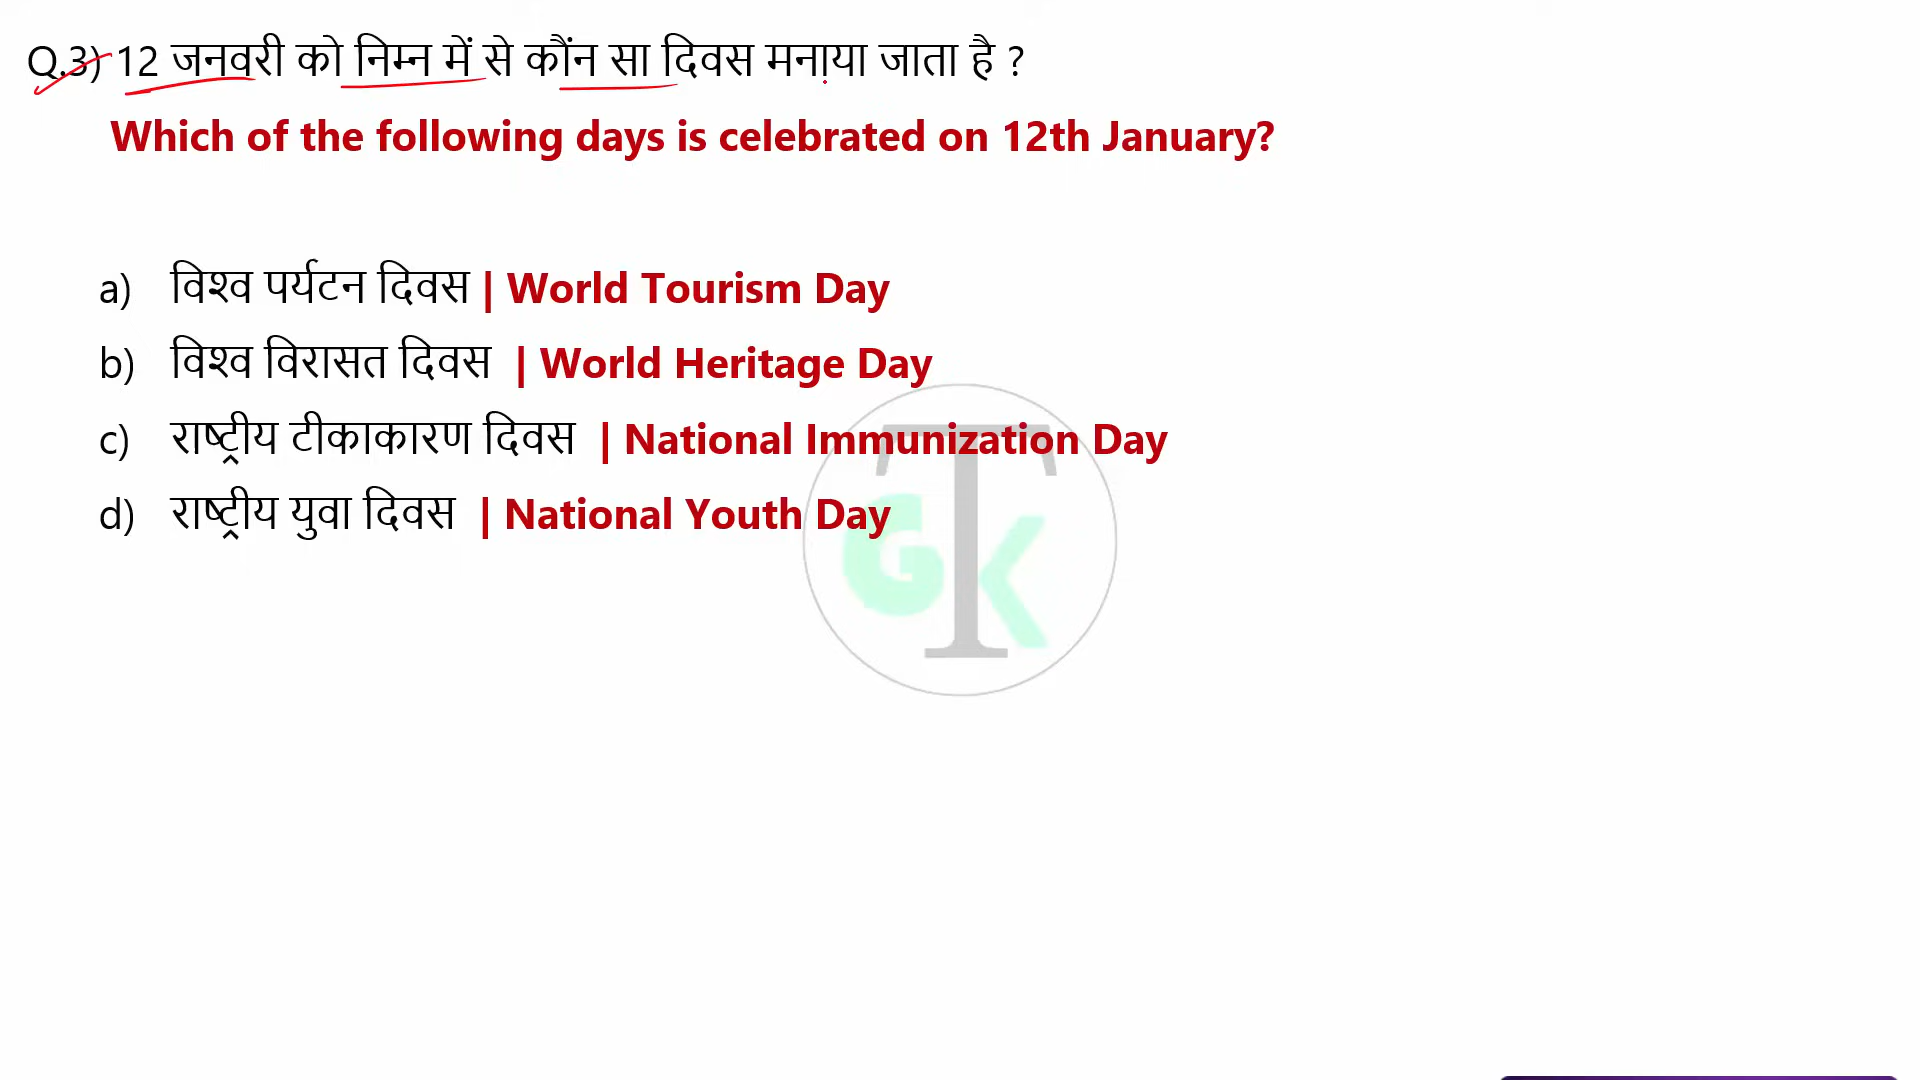 Q.3) 12 जनवरी को निम्न में से कौंन सा दिवस मनाया जाता है ?
Which of the following days is celebrated on 12th January?
a) विश्व पर्यटन दिवस | World Tourism Day
b) विश्व विरासत दिवस | World Heritage Day
c) राष्ट्रीय टीकाकारण दिवस | National Immunization Day
d) राष्ट्रीय युवा दिवस | National Youth Day
GTK